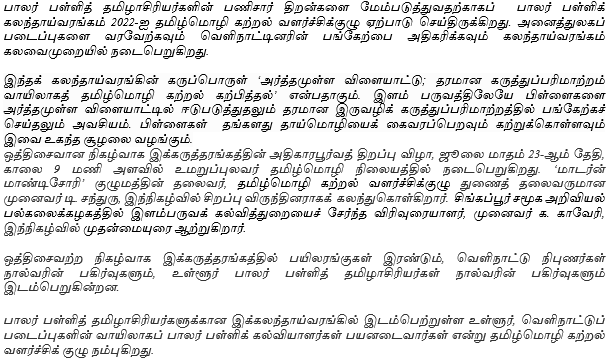 பாலர் பள்ளித் தமிழாசிரியர்களின் பணிசார் திறன்களை மேம்படுத்துவதற்காகப் பாலர் பள்ளிக்
கலந்தாய்வரங்கம் 2022-ஐ தமிழ்மொழி கற்றல் வளர்ச்சிக்குழு ஏற்பாடு செய்திருக்கிறது. அனைத்துலகப்
படைப்புகளை வரவேற்கவும் வெளிநாட்டினரின் பங்கேற்பை அதிகரிக்கவும் கலந்தாய்வரங்கம்
கலவைமுறையில் நடைபெறுகிறது.
இந்தக் கலந்தாய்வரங்கின் கருப்பொருள் ‘அர்த்தமுள்ள விளையாட்டு; தரமான கருத்துப்பரிமாற்றம்
வாயிலாகத் தமிழ்மொழி கற்றல் கற்பித்தல்’ என்பதாகும். இளம் பருவத்திலேயே பிள்ளைகளை
அர்த்தமுள்ள விளையாட்டில் ஈடுபடுத்துதலும் தரமான இருவழிக் கருத்துப்பரிமாற்றத்தில் பங்கேற்கச்
செய்தலும் அவசியம். பிள்ளைகள் தங்களது தாய்மொழியைக் கைவரப்பெறவும் கற்றுக்கொள்ளவும்
இவை உகந்த சூழலை வழங்கும்.
ஒத்திசைவான நிகழ்வாக இக்கருத்தரங்கத்தின் அதிகாரபூர்வத் திறப்பு விழா, ஜூலை மாதம் 23-ஆம் தேதி,
காலை 9 மணி அளவில் உமறுப்புலவர் தமிழ்மொழி நிலையத்தில் நடைபெறுகிறது. ‘மாடர்ன்
மாண்டிசோரி’ குழுமத்தின் தலைவர், தமிழ்மொழி கற்றல் வளர்ச்சிக்குழு துணைத் தலைவருமான
முனைவர் டி சந்துரு, இந்நிகழ்வில் சிறப்பு விருந்தினராகக் கலந்துகொள்கிறார். சிங்கப்பூர் சமூக அறிவியல்
பல்கலைக்கழகத்தில் இளம்பருவக் கல்வித்துறையைச் சேர்ந்த விரிவுரையாளர், முனைவர் க. காவேரி,
இந்நிகழ்வில் முதன்மையுரை ஆற்றுகிறார்.
ஒத்திசைவற்ற நிகழ்வாக இக்கருத்தரங்கத்தில் பயிலரங்குகள் இரண்டும், வெளிநாட்டு நிபுணர்கள்
நால்வரின் பகிர்வுகளும், உள்ளூர் பாலர் பள்ளித் தமிழாசிரியர்கள் நால்வரின் பகிர்வுகளும்
இடம்பெறுகின்றன.
பாலர் பள்ளித் தமிழாசிரியர்களுக்கான இக்கலந்தாய்வரங்கில் இடம்பெற்றுள்ள உள்ளூர், வெளிநாட்டுப்
படைப்புகளின் வாயிலாகப் பாலர் பள்ளிக் கல்வியாளர்கள் பயனடைவார்கள் என்று தமிழ்மொழி கற்றல்
வளர்ச்சிக் குழு நம்புகிறது.